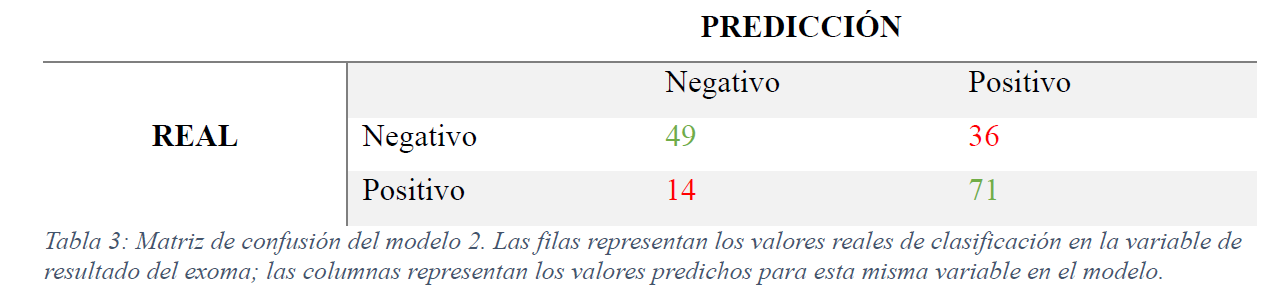 PREDICCIÓN
Negativo Positivo
REAL Negativo 49 36
Positivo 14 71
Tabla 3: Matriz de confusión del modelo 2. Las filas representan los valores reales de clasificación en la variable de
resultado del exoma; las columnas representan los valores predichos para esta misma variable en el modelo.